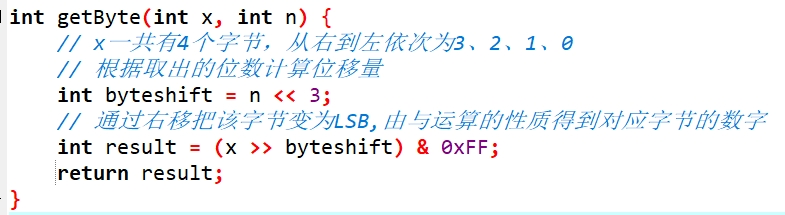 int getByte(int x, int n) {
    // x一共有4个字节，从右到左依次为3、2、1、0
    // 根据取出的位数计算位移量
    int byteshift = n << 3;
    // 通过右移把该字节变为LSB,由与运算的性质得到对应字节的数字
    int result = (x >> byteshift) & 0xFF;
    return result;
}